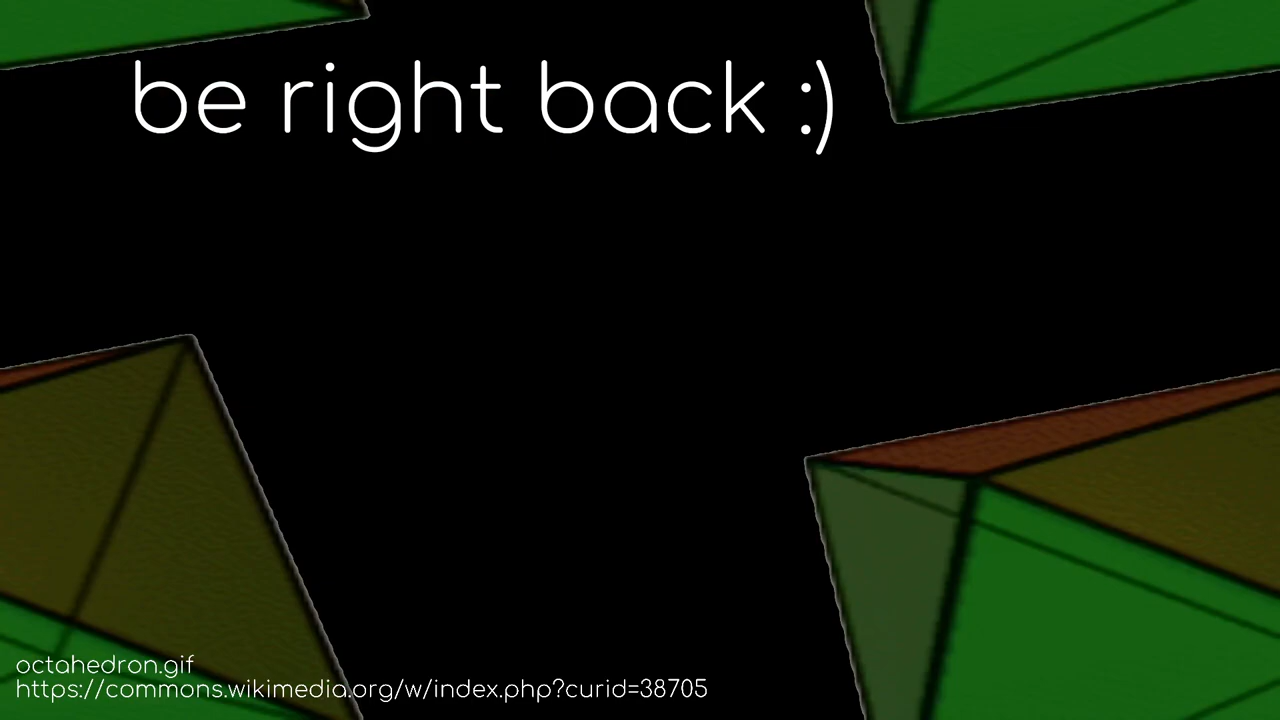 be right back :)
octahedron.gif
https://commons.wikimedia.org/w/index.php?curid=38705